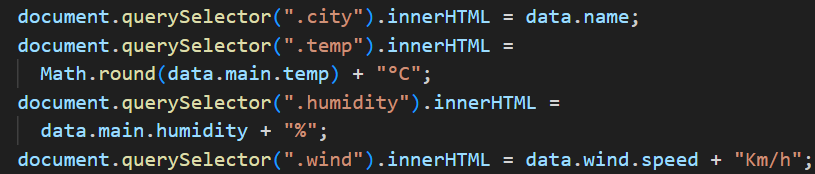 document.querySelector(".city").innerHTML = data.name;
document.querySelector(".temp").innerHTML =
  Math.round(data.main.temp) + "°C";
document.querySelector(".humidity").innerHTML =
  data.main.humidity + "%";
document.querySelector(".wind").innerHTML = data.wind.speed + "Km/h";